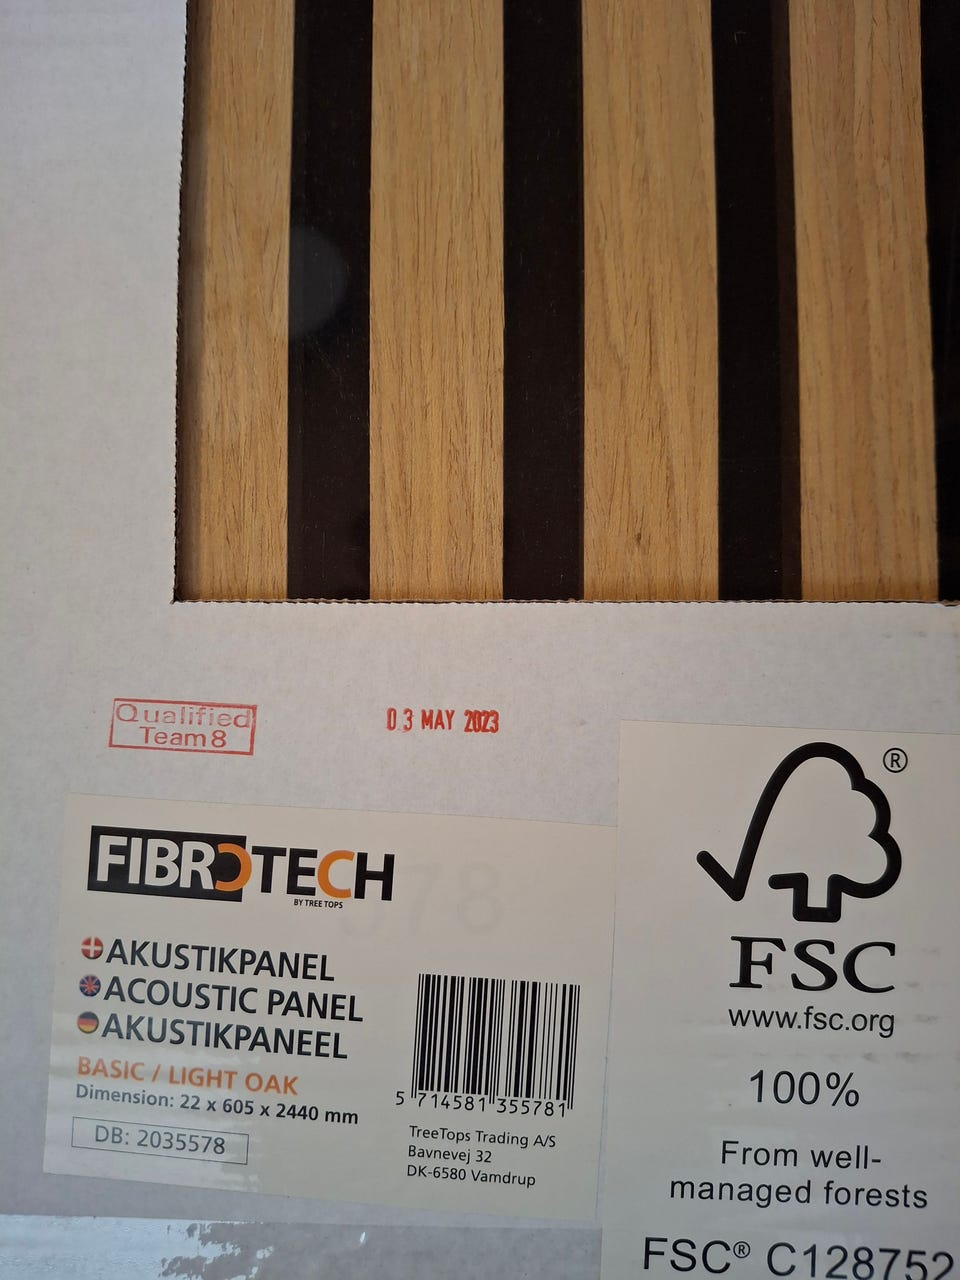 Qualified
Team 8
03 MAY 2023
FIBROTECH
BY TREE TOPS
AKUSTIKPANEL
ACOUSTIC PANEL
AKUSTIKPANEEL
BASIC / LIGHT OAK
Dimension: 22 x 605 x 2440 mm
DB: 2035578
5 714581 355781
TreeTops Trading A/S
Bavnevej 32
DK-6580 Vamdrup
®
FSC
www.fsc.org
100%
From well-
managed forests
FSC® C128752